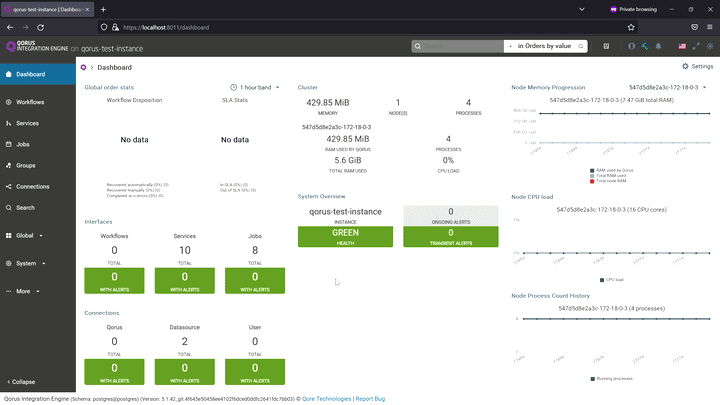 qorus-test-instance | Dashboa
Private browsing
https://localhost:8011/dashboard
QORUS
INTEGRATION ENGINE on qorus-test-instance
Search
in Orders by value
Dashboard
Workflows
Services
Jobs
Groups
Connections
Search
Global
System
More
Collapse
Dashboard
Settings
Global order stats
1 hour band
Workflow Disposition
SLA Stats
No data
No data
Recovered automatically (0%) (0)
Recovered manually (0%) (0)
Completed w/o errors (0%) (0)
In SLA (0%) (0)
Out of SLA (0%) (0)
Interfaces
Workflows
Services
Jobs
0
10
8
TOTAL
TOTAL
TOTAL
0
0
0
WITH ALERTS
WITH ALERTS
WITH ALERTS
Connections
Qorus
Datasource
User
0
2
0
TOTAL
TOTAL
TOTAL
0
0
0
WITH ALERTS
WITH ALERTS
WITH ALERTS
Cluster
429.85 MiB
1
4
MEMORY
NODE(S)
PROCESSES
547d5d8e2a3c-172-18-0-3
429.85 MiB
4
RAM USED BY QORUS
PROCESSES
5.6 GiB
0%
TOTAL RAM USED
CPU LOAD
System Overview
qorus-test-instance
0
INSTANCE
ONGOING ALERTS
GREEN
0
HEALTH
TRANSIENT ALERTS
Node Memory Progression
547d5d8e2a3c-172-18-0-3
547d5d8e2a3c-172-18-0-3 (7.47 GiB total RAM)
RAM used by Qorus
Total RAM used
Total node RAM
Node CPU load
547d5d8e2a3c-172-18-0-3 (16 CPU cores)
1%
0%
CPU load
Node Process Count History
547d5d8e2a3c-172-18-0-3 (4 processes)
4
0
Running processes
Qorus Integration Engine (Schema: postgres@postgres) (Version: 5.1.42_git:4f645e50458ee4102f6dced0ddfc2641fdc76b03) © Qore Technologies | Report Bug